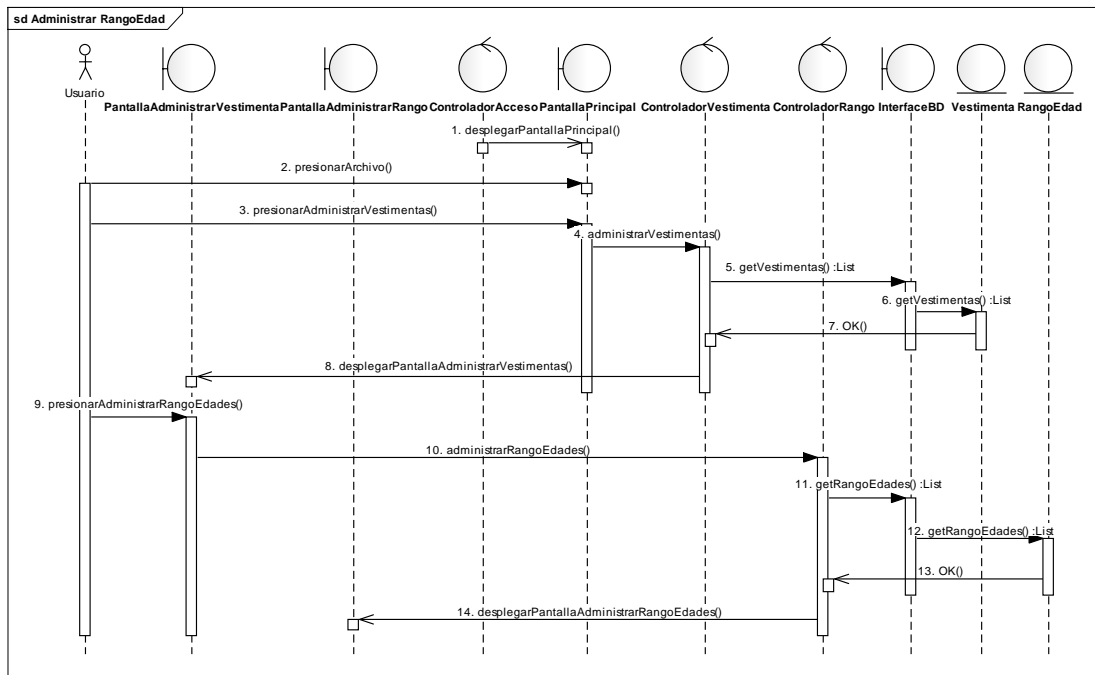 sd Administrar RangoEdad
Usuario
PantallaAdministrarVestimenta
PantallaAdministrarRango
ControladorAcceso
PantallaPrincipal
ControladorVestimenta
ControladorRango
InterfaceBD
Vestimenta
RangoEdad
1. desplegarPantallaPrincipal()
2. presionarArchivo()
3. presionarAdministrarVestimentas()
4. administrarVestimentas()
5. getVestimentas() :List
6. getVestimentas() :List
7. OK()
8. desplegarPantallaAdministrarVestimentas()
9. presionarAdministrarRangoEdades()
10. administrarRangoEdades()
11. getRangoEdades() :List
12. getRangoEdades() :List
13. OK()
14. desplegarPantallaAdministrarRangoEdades()